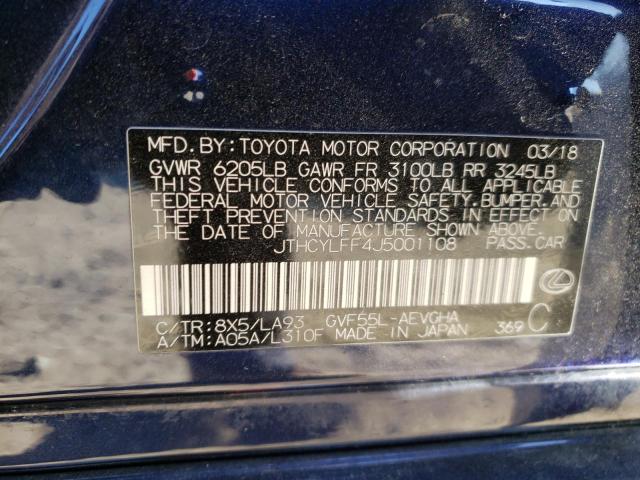 MFD. BY: TOYOTA MOTOR CORPORATION 03/18
GVWR 6205LB GAWR FR 3100LB RR 3245LB
THIS VEHICLE CONFORMS TO ALL APPLICABLE
FEDERAL MOTOR VEHICLE SAFETY, BUMPER, AND
THEFT PREVENTION STANDARDS IN EFFECT ON
THE DATE OF MANUFACTURE SHOWN ABOVE.
JTHCYLFF4J5001108 PASS. CAR
C/TR: 8X5/LA93 GVF55L-AEVGHA
A/TM: A05A/L310F MADE IN JAPAN 369 C